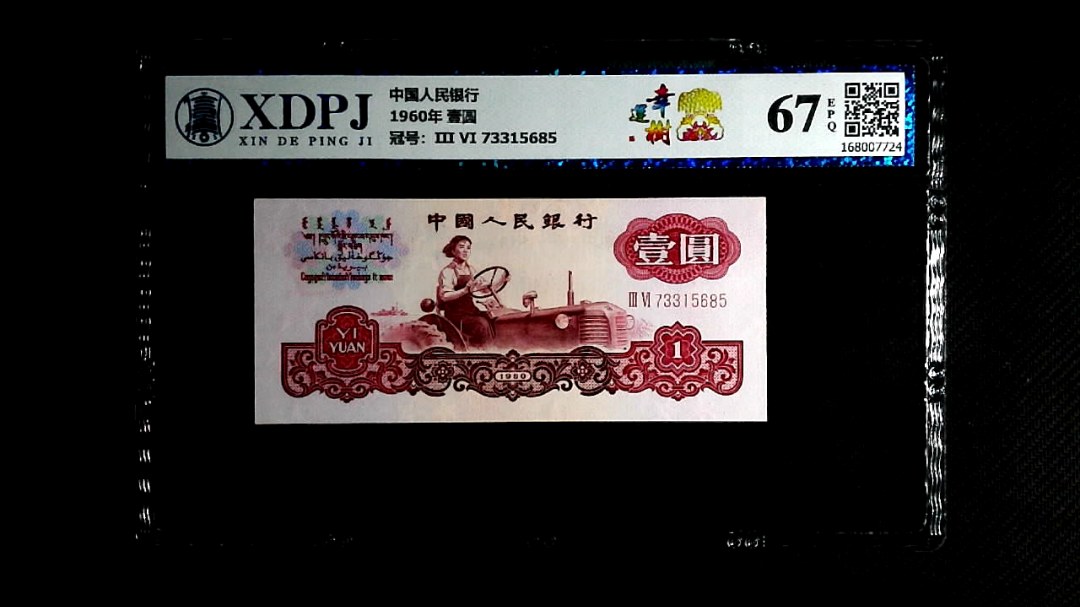 XDPJ
XIN DE PING JI
中国人民银行
1960年 壹圆
冠号: III VI 73315685
幸
運
樹
67
EPQ
168007724
中國人民銀行
壹圓
III VI 73315685
YI
YUAN
1960
1